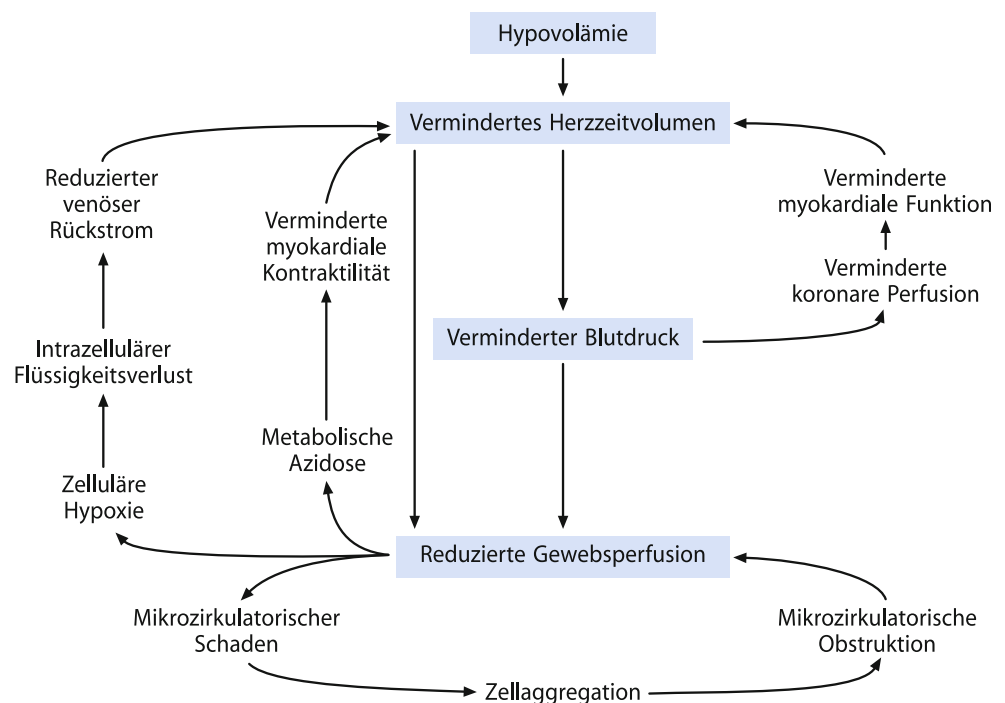 Hypovolämie
Vermindertes Herzzeitvolumen
Reduzierter
venöser
Rückstrom
Verminderte
myokardiale
Kontraktilität
Verminderte
myokardiale Funktion
Verminderte
koronare Perfusion
Verminderter Blutdruck
Intrazellulärer
Flüssigkeitsverlust
Metabolische
Azidose
Zelluläre
Hypoxie
Reduzierte Gewebsperfusion
Mikrozirkulatorischer
Schaden
Mikrozirkulatorische
Obstruktion
Zellaggregation